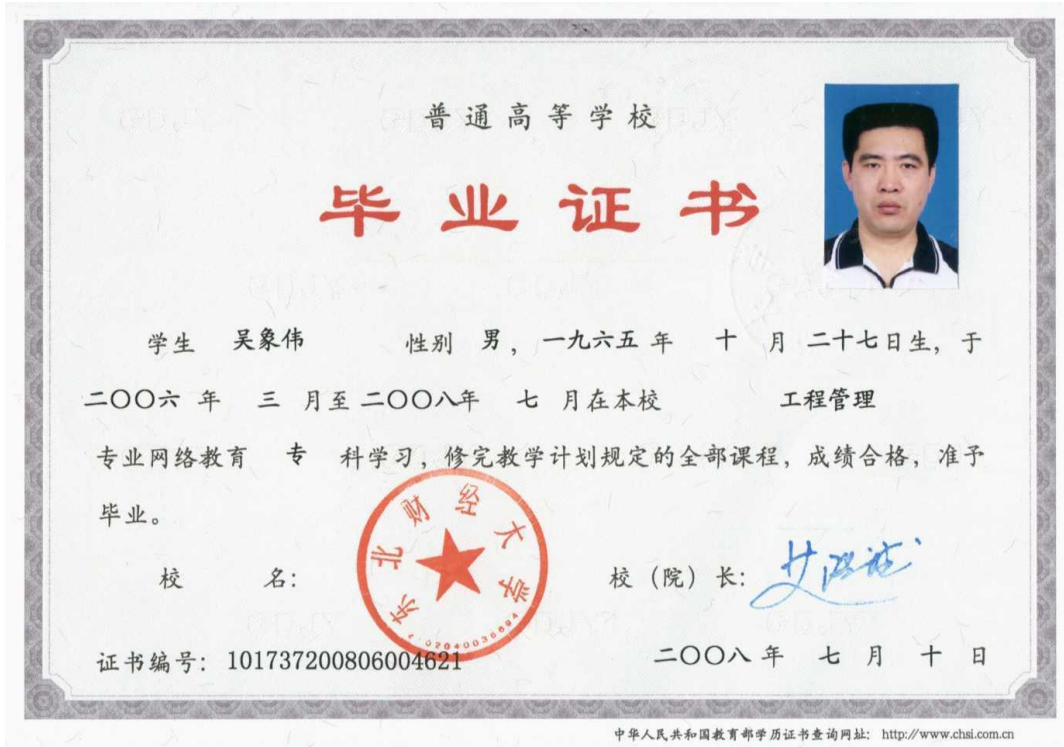 普通高等学校
毕业证书
学生 吴象伟 性别 男，一九六五年 十 月 二十七日生，于
二〇〇六 年 三 月至二〇〇八年 七 月在本校 工程管理
专业网络教育 专 科学习，修完教学计划规定的全部课程，成绩合格，准予
毕业。
东北财经大学
校 名： 校（院）长：
证书编号：101737200806004621 二〇〇八 年 七 月 十 日
中华人民共和国教育部学历证书查询网址： http://www.chsi.com.cn